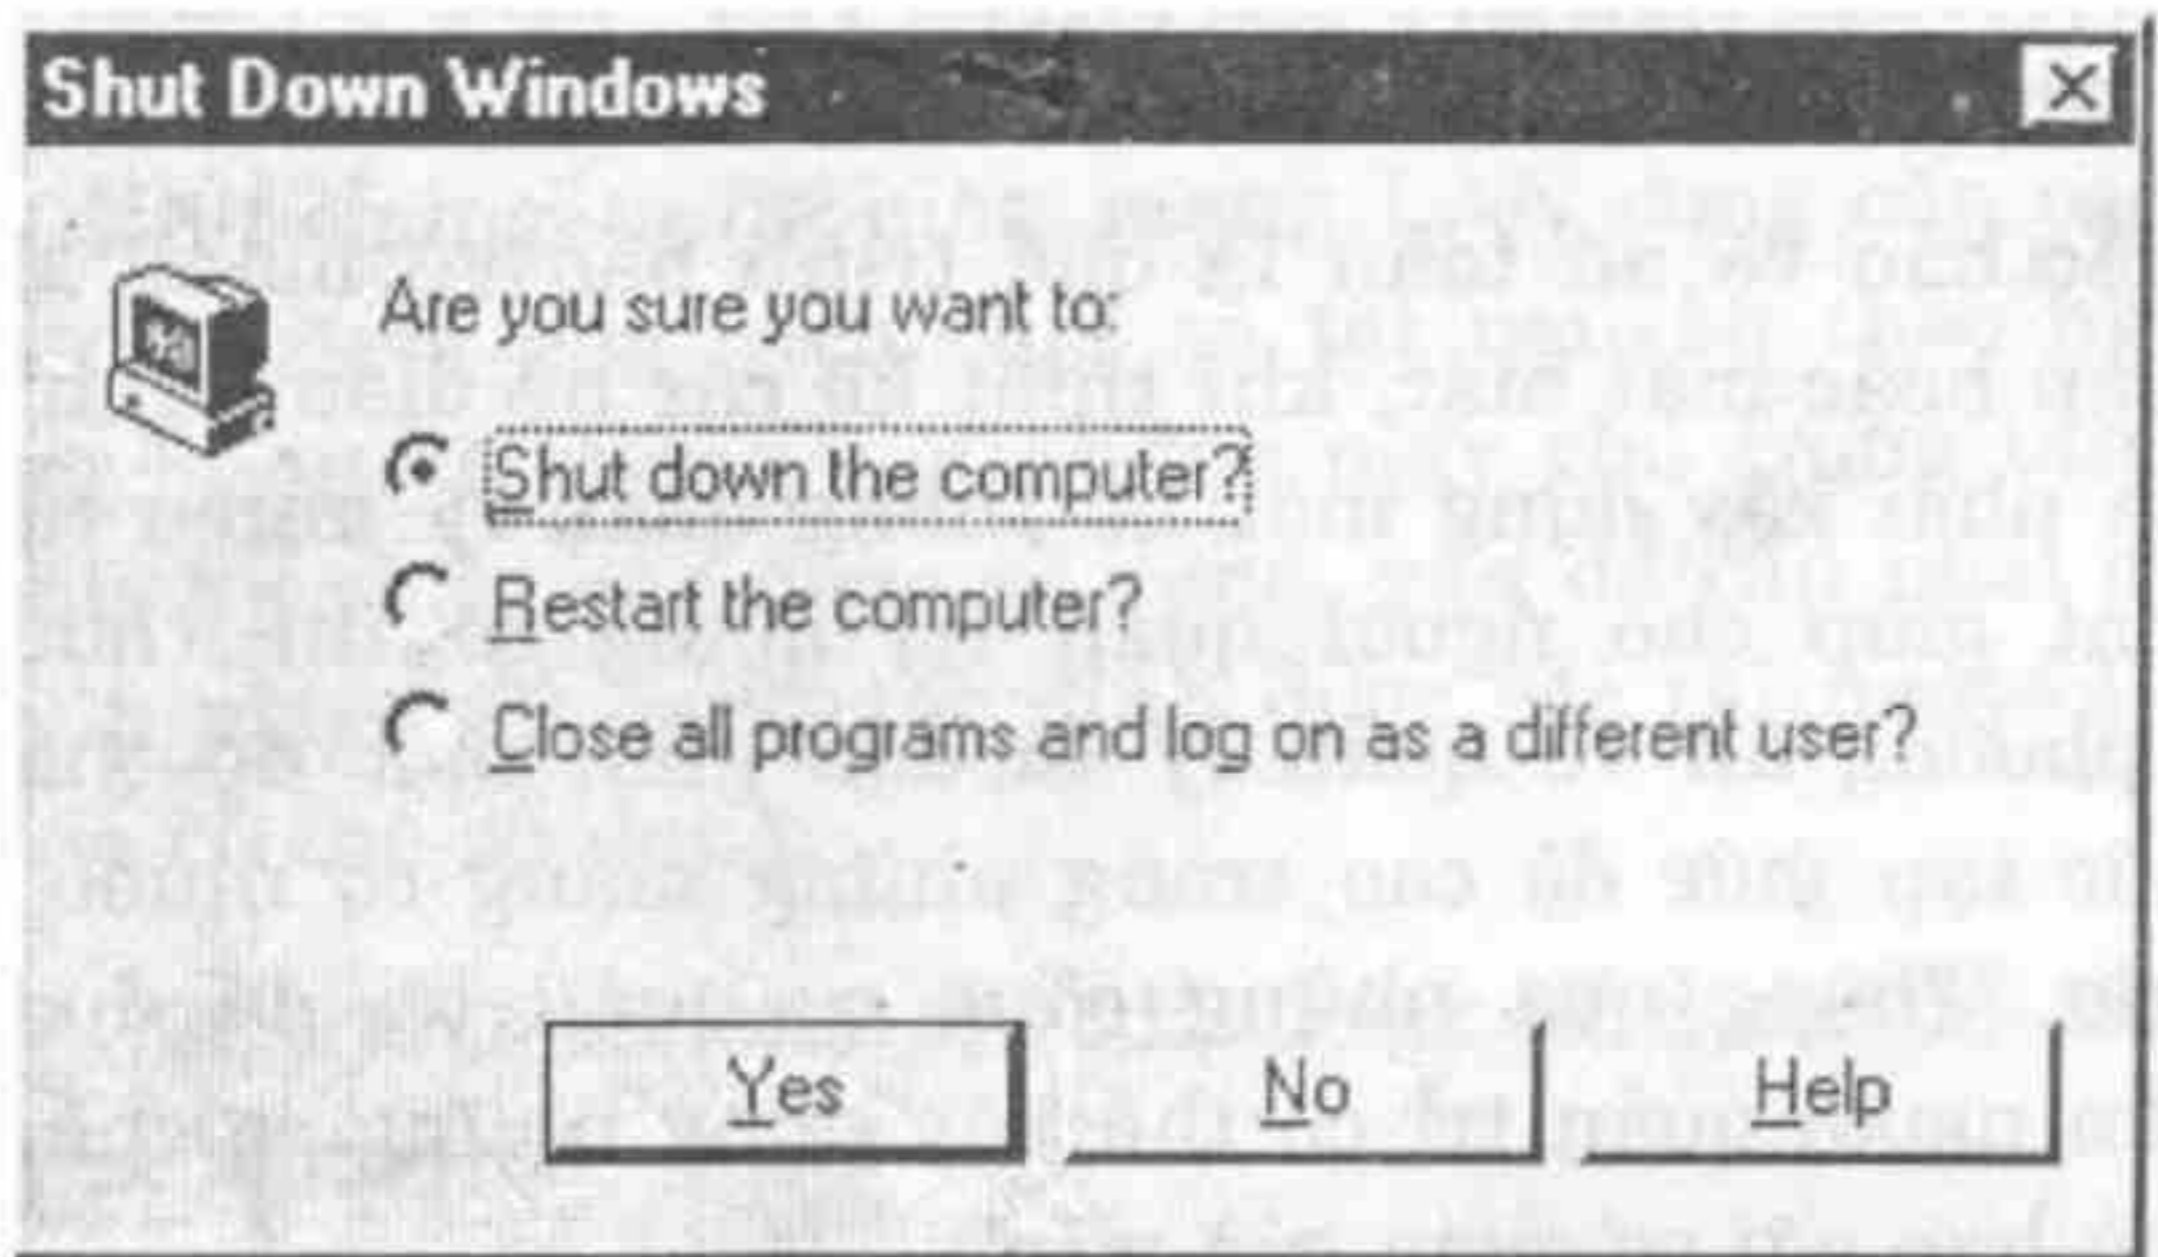 Shut Down Windows
Are you sure you want to:
Shut down the computer?
Restart the computer?
Close all programs and log on as a different user?
Yes
No
Help